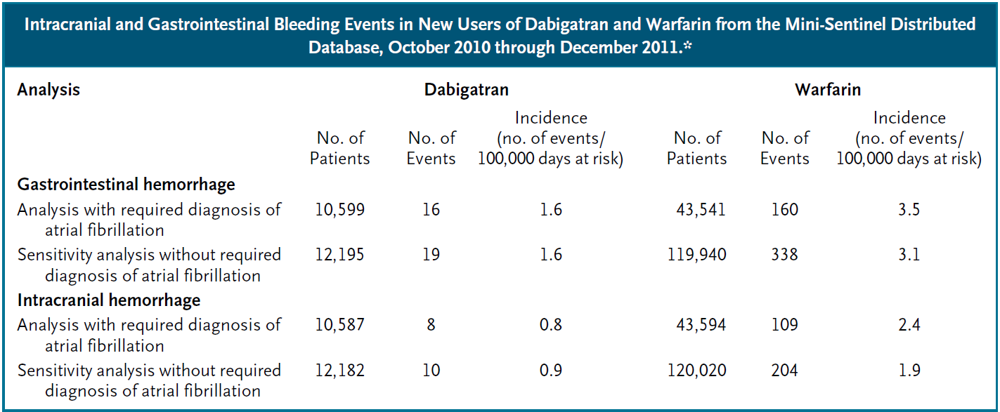 Intracranial and Gastrointestinal Bleeding Events in New Users of Dabigatran and Warfarin from the Mini-Sentinel Distributed
Database, October 2010 through December 2011.*
Analysis Dabigatran Warfarin
No. of Patients No. of Events Incidence (no. of events/ 100,000 days at risk) No. of Patients No. of Events Incidence (no. of events/ 100,000 days at risk)
Gastrointestinal hemorrhage
Analysis with required diagnosis of 10,599 16 1.6 43,541 160 3.5
atrial fibrillation
Sensitivity analysis without required 12,195 19 1.6 119,940 338 3.1
diagnosis of atrial fibrillation
Intracranial hemorrhage
Analysis with required diagnosis of 10,587 8 0.8 43,594 109 2.4
atrial fibrillation
Sensitivity analysis without required 12,182 10 0.9 120,020 204 1.9
diagnosis of atrial fibrillation